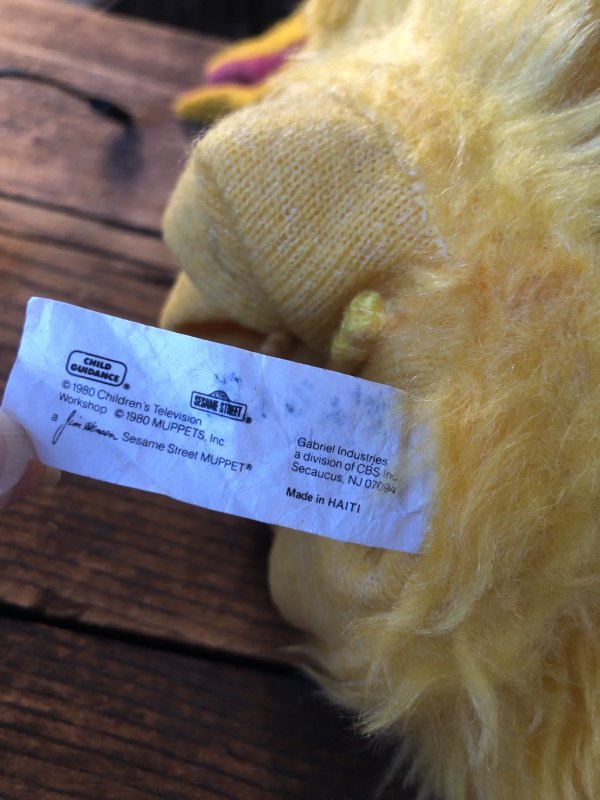 CHILD
GUIDANCE®
©1980 Children's Television
Workshop ©1980 MUPPETS, Inc.
a Jim Henson Sesame Street MUPPET®
SESAME STREET®
Gabriel Industries
a division of CBS Inc.
Secaucus, NJ 07094
Made in HAITI